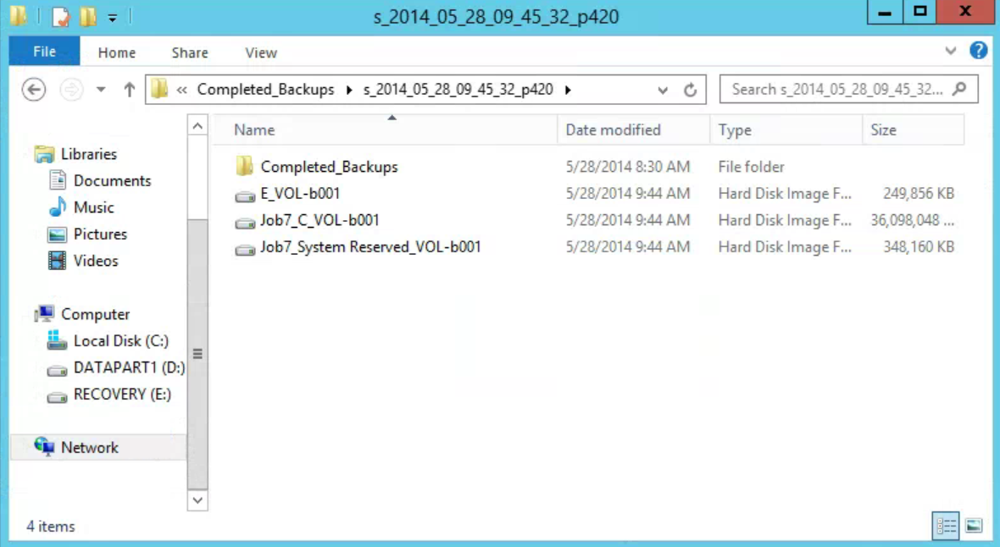 s_2014_05_28_09_45_32_p420
File Home Share View
« Completed_Backups s_2014_05_28_09_45_32_p420 Search s_2014_05_28_09_45_32...
Name Date modified Type Size
Libraries
Documents
Music
Pictures
Videos
Computer
Local Disk (C:)
DATAPART1 (D:)
RECOVERY (E:)
Network
Completed_Backups 5/28/2014 8:30 AM File folder
E_VOL-b001 5/28/2014 9:44 AM Hard Disk Image F... 249,856 KB
Job7_C_VOL-b001 5/28/2014 9:44 AM Hard Disk Image F... 36,098,048 ...
Job7_System Reserved_VOL-b001 5/28/2014 9:44 AM Hard Disk Image F... 348,160 KB
4 items